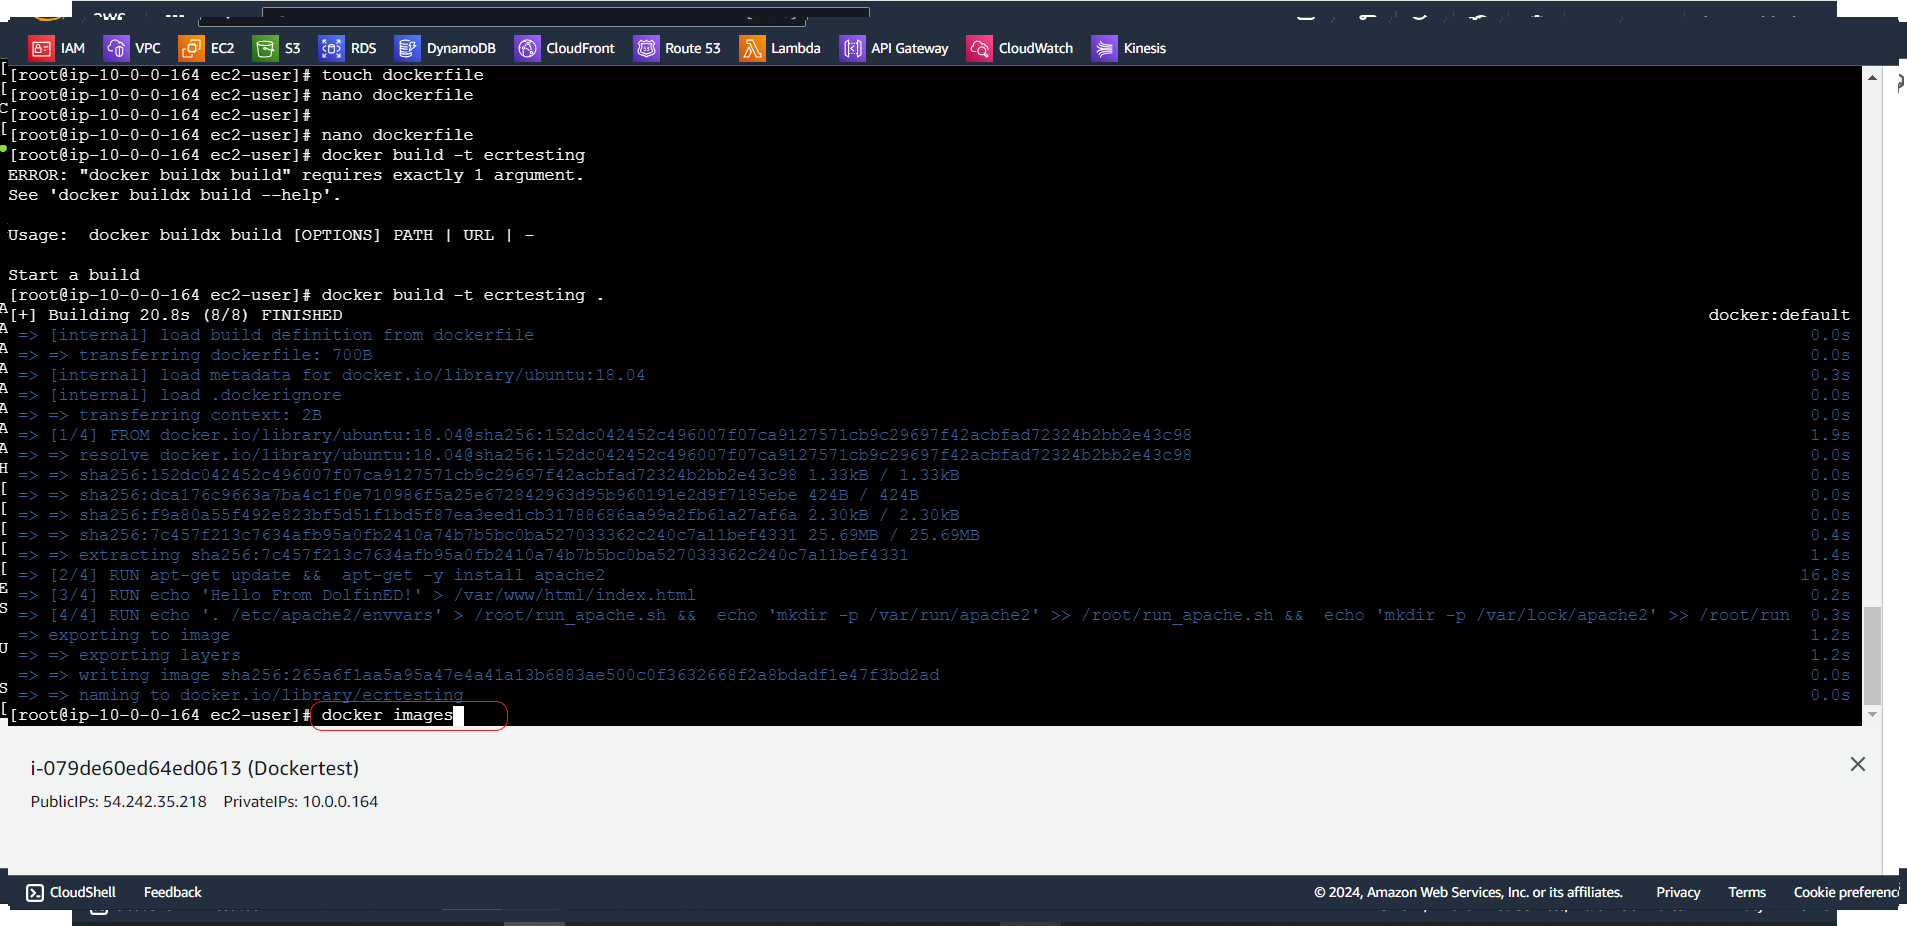 aws
IAM VPC EC2 S3 RDS DynamoDB CloudFront Route 53 Lambda API Gateway CloudWatch Kinesis
[root@ip-10-0-0-164 ec2-user]# touch dockerfile
[root@ip-10-0-0-164 ec2-user]# nano dockerfile
[root@ip-10-0-0-164 ec2-user]#
[root@ip-10-0-0-164 ec2-user]# nano dockerfile
[root@ip-10-0-0-164 ec2-user]# docker build -t ecrtesting
ERROR: "docker buildx build" requires exactly 1 argument.
See 'docker buildx build --help'.
Usage:  docker buildx build [OPTIONS] PATH | URL | -
Start a build
[root@ip-10-0-0-164 ec2-user]# docker build -t ecrtesting .
[+] Building 20.8s (8/8) FINISHED docker:default
=> [internal] load build definition from dockerfile 0.0s
=> => transferring dockerfile: 700B 0.0s
=> [internal] load metadata for docker.io/library/ubuntu:18.04 0.3s
=> [internal] load .dockerignore 0.0s
=> => transferring context: 2B 0.0s
=> [1/4] FROM docker.io/library/ubuntu:18.04@sha256:152dc042452c496007f07ca9127571cb9c29697f42acbfad72324b2bb2e43c98 1.9s
=> => resolve docker.io/library/ubuntu:18.04@sha256:152dc042452c496007f07ca9127571cb9c29697f42acbfad72324b2bb2e43c98 0.0s
=> => sha256:152dc042452c496007f07ca9127571cb9c29697f42acbfad72324b2bb2e43c98 1.33kB / 1.33kB 0.0s
=> => sha256:dca176c9663a7ba4c1f0e710986f5a25e672842963d95b960191e2d9f7185ebe 424B / 424B 0.0s
=> => sha256:f9a80a55f492e823bf5d51f1bd5f87ea3eed1cb31788686aa99a2fb61a27af6a 2.30kB / 2.30kB 0.0s
=> => sha256:7c457f213c7634afb95a0fb2410a74b7b5bc0ba527033362c240c7a11bef4331 25.69MB / 25.69MB 0.4s
=> => extracting sha256:7c457f213c7634afb95a0fb2410a74b7b5bc0ba527033362c240c7a11bef4331 1.4s
=> [2/4] RUN apt-get update &&  apt-get -y install apache2 16.8s
=> [3/4] RUN echo 'Hello From DolfinED!' > /var/www/html/index.html 0.2s
=> [4/4] RUN echo '. /etc/apache2/envvars' > /root/run_apache.sh &&  echo 'mkdir -p /var/run/apache2' >> /root/run_apache.sh &&  echo 'mkdir -p /var/lock/apache2' >> /root/run 0.3s
=> exporting to image 1.2s
=> => exporting layers 1.2s
=> => writing image sha256:265a6f1aa5a95a47e4a41a13b6883ae500c0f3632668f2a8bdadf1e47f3bd2ad 0.0s
=> => naming to docker.io/library/ecrtesting 0.0s
[root@ip-10-0-0-164 ec2-user]# docker images
i-079de60ed64ed0613 (Dockertest)
PublicIPs: 54.242.35.218 PrivateIPs: 10.0.0.164
CloudShell Feedback © 2024, Amazon Web Services, Inc. or its affiliates. Privacy Terms Cookie preferenc